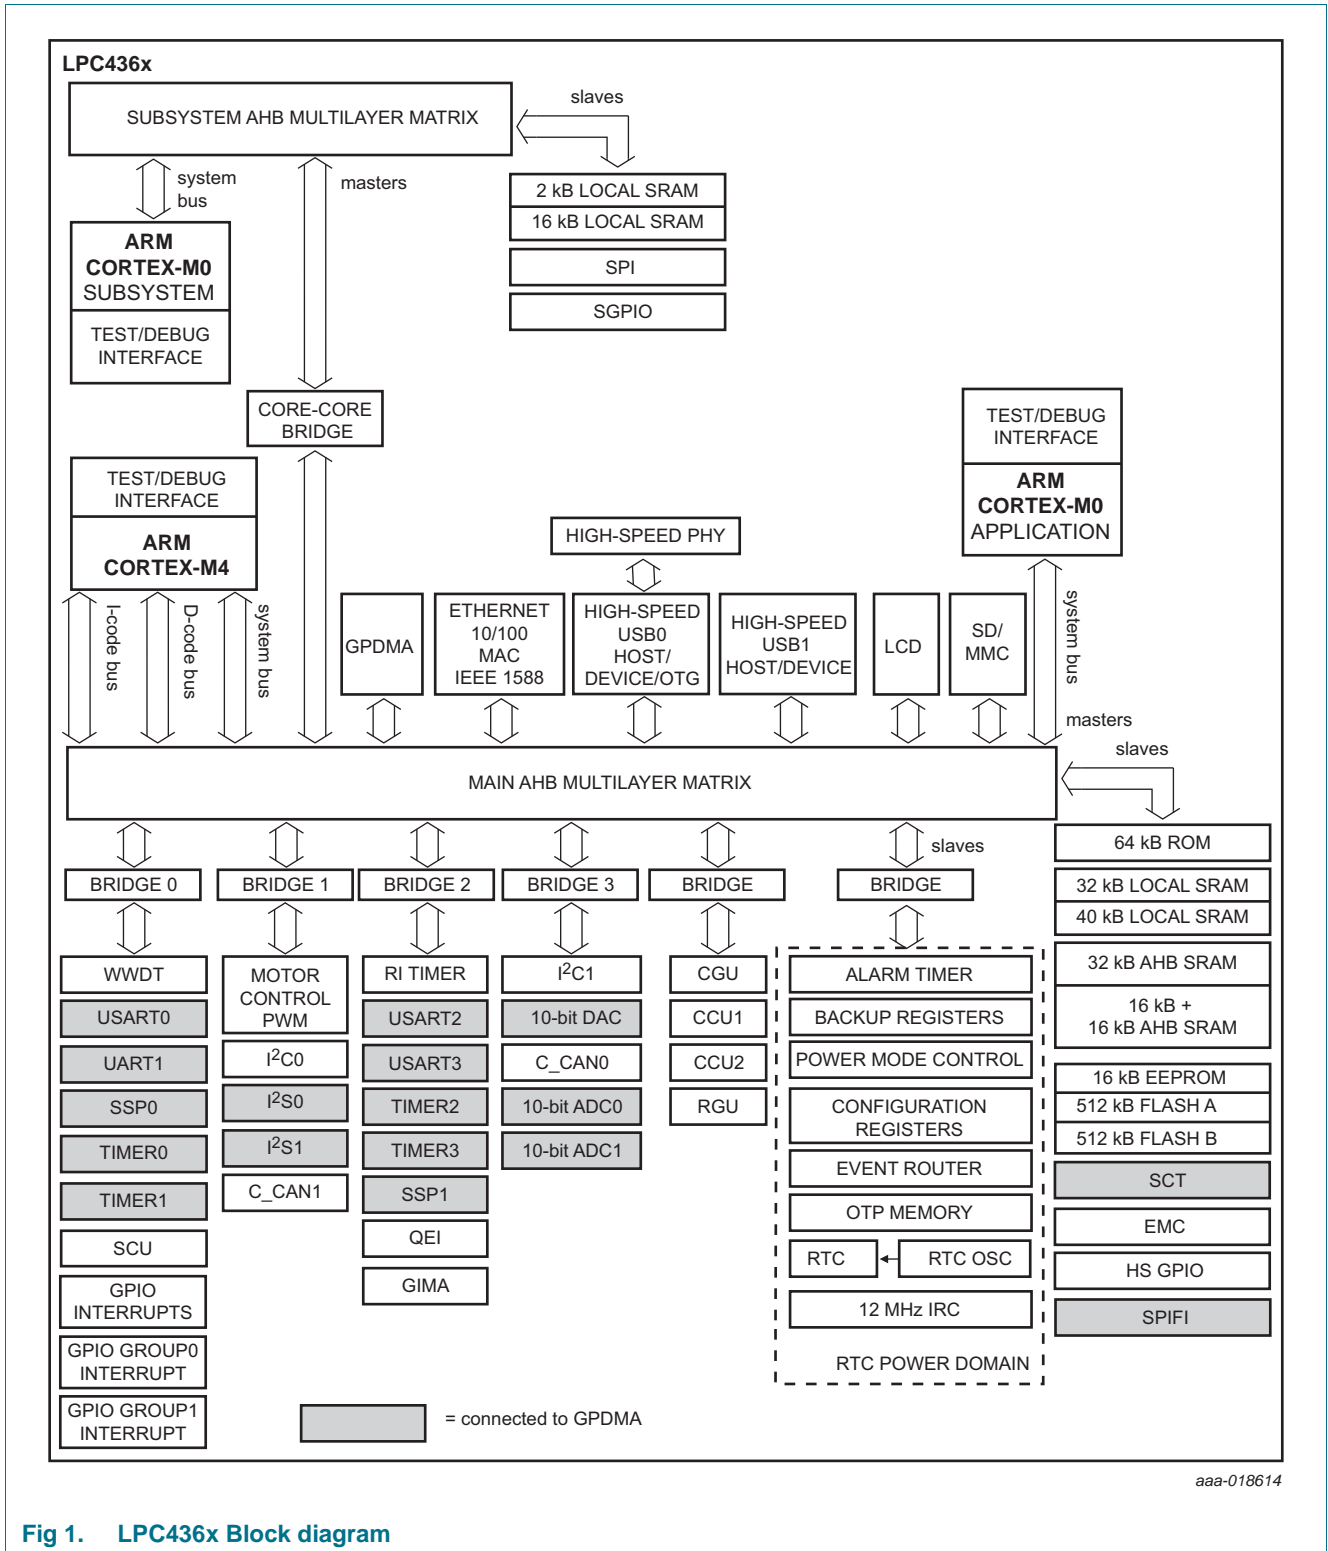 LPC436x
SUBSYSTEM AHB MULTILAYER MATRIX
slaves
system
bus
masters
2 kB LOCAL SRAM
16 kB LOCAL SRAM
SPI
SGPIO
ARM
CORTEX-M0
SUBSYSTEM
TEST/DEBUG
INTERFACE
CORE-CORE
BRIDGE
TEST/DEBUG
INTERFACE
ARM
CORTEX-M0
APPLICATION
TEST/DEBUG
INTERFACE
ARM
CORTEX-M4
HIGH-SPEED PHY
I-code bus
D-code bus
system bus
GPDMA
ETHERNET
10/100
MAC
IEEE 1588
HIGH-SPEED
USB0
HOST/
DEVICE/OTG
HIGH-SPEED
USB1
HOST/DEVICE
LCD
SD/
MMC
system bus
masters
slaves
MAIN AHB MULTILAYER MATRIX
slaves
BRIDGE 0
BRIDGE 1
BRIDGE 2
BRIDGE 3
BRIDGE
BRIDGE
WWDT
USART0
UART1
SSP0
TIMER0
TIMER1
SCU
GPIO
INTERRUPTS
GPIO GROUP0
INTERRUPT
GPIO GROUP1
INTERRUPT
MOTOR
CONTROL
PWM
I2C0
I2S0
I2S1
C_CAN1
RI TIMER
USART2
USART3
TIMER2
TIMER3
SSP1
QEI
GIMA
I2C1
10-bit DAC
C_CAN0
10-bit ADC0
10-bit ADC1
CGU
CCU1
CCU2
RGU
ALARM TIMER
BACKUP REGISTERS
POWER MODE CONTROL
CONFIGURATION
REGISTERS
EVENT ROUTER
OTP MEMORY
RTC
RTC OSC
12 MHz IRC
RTC POWER DOMAIN
64 kB ROM
32 kB LOCAL SRAM
40 kB LOCAL SRAM
32 kB AHB SRAM
16 kB +
16 kB AHB SRAM
16 kB EEPROM
512 kB FLASH A
512 kB FLASH B
SCT
EMC
HS GPIO
SPIFI
= connected to GPDMA
aaa-018614
Fig 1. LPC436x Block diagram